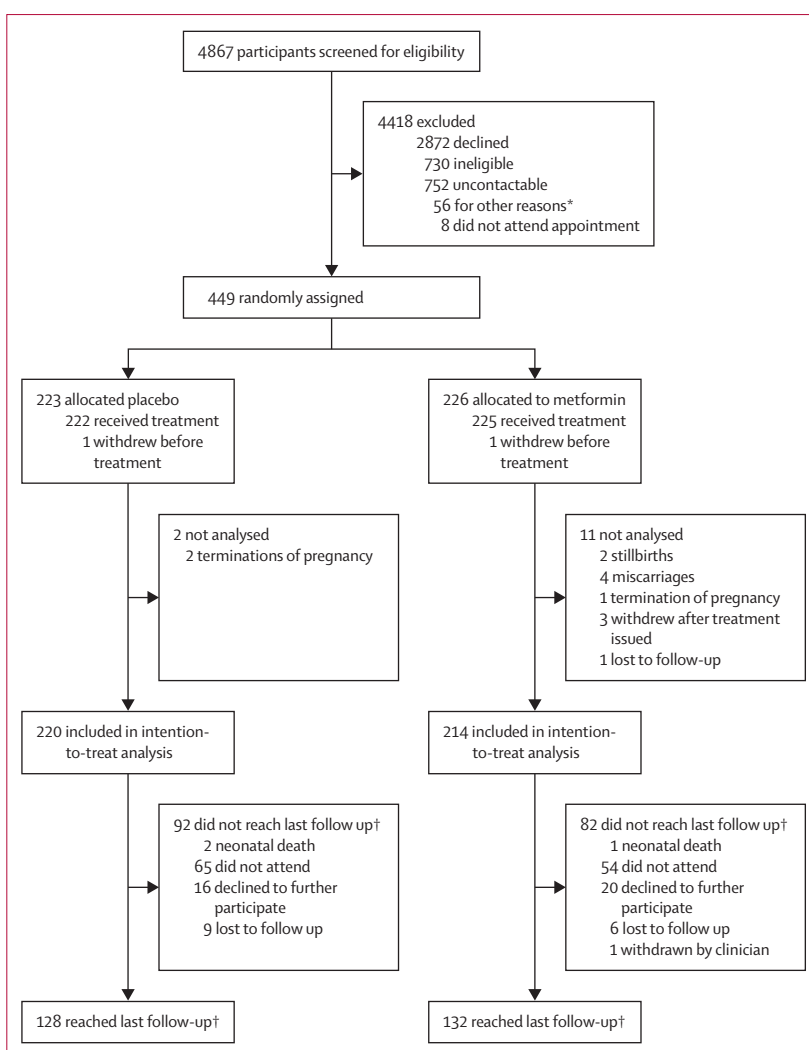 4867 participants screened for eligibility
4418 excluded
2872 declined
730 ineligible
752 uncontactable
56 for other reasons*
8 did not attend appointment
449 randomly assigned
223 allocated placebo
222 received treatment
1 withdrew before
treatment
226 allocated to metformin
225 received treatment
1 withdrew before
treatment
2 not analysed
2 terminations of pregnancy
11 not analysed
2 stillbirths
4 miscarriages
1 termination of pregnancy
3 withdrew after treatment
issued
1 lost to follow-up
220 included in intention-
to-treat analysis
214 included in intention-
to-treat analysis
92 did not reach last follow up†
2 neonatal death
65 did not attend
16 declined to further
participate
9 lost to follow up
82 did not reach last follow up†
1 neonatal death
54 did not attend
20 declined to further
participate
6 lost to follow up
1 withdrawn by clinician
128 reached last follow-up†
132 reached last follow-up†